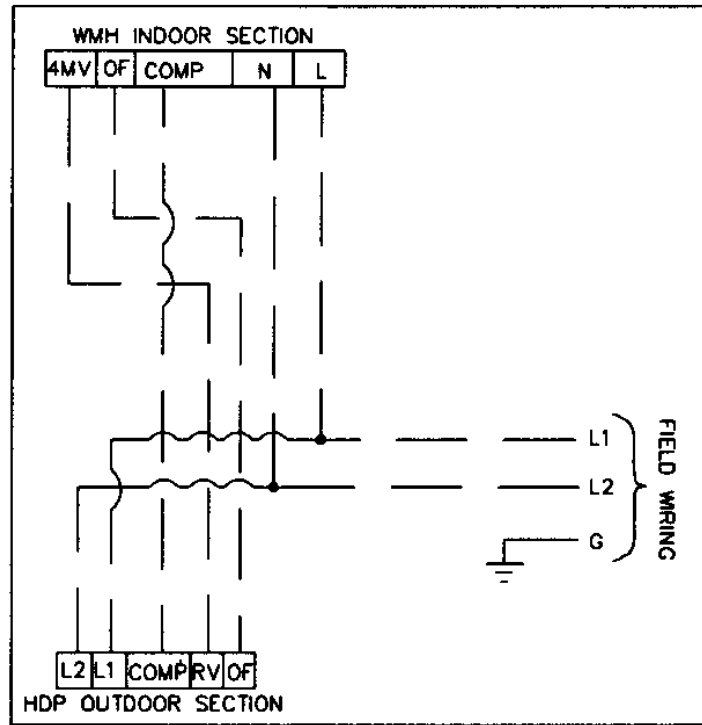 WMH INDOOR SECTION
4MV OF COMP N L
L1
L2
G
FIELD WIRING
L2 L1 COMP RV OF
HDP OUTDOOR SECTION